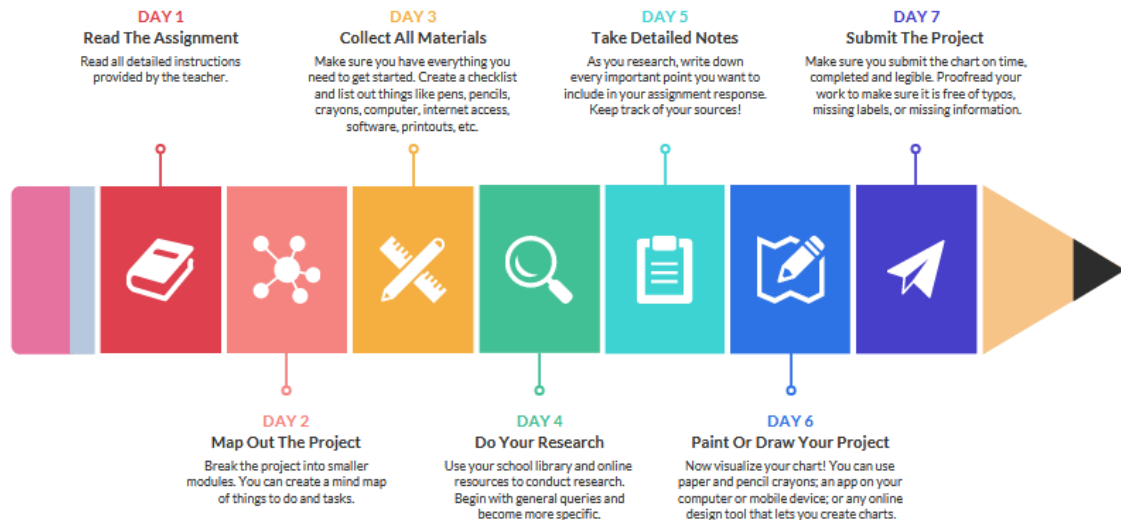 DAY 1
Read The Assignment
Read all detailed instructions
provided by the teacher.
DAY 3
Collect All Materials
Make sure you have everything you
need to get started. Create a checklist
and list out things like pens, pencils,
crayons, computer, internet access,
software, printouts, etc.
DAY 5
Take Detailed Notes
As you research, write down
every important point you want to
include in your assignment response.
Keep track of your sources!
DAY 7
Submit The Project
Make sure you submit the chart on time,
completed and legible. Proofread your
work to make sure it is free of typos,
missing labels, or missing information.
DAY 2
Map Out The Project
Break the project into smaller
modules. You can create a mind map
of things to do and tasks.
DAY 4
Do Your Research
Use your school library and online
resources to conduct research.
Begin with general queries and
become more specific.
DAY 6
Paint Or Draw Your Project
Now visualize your chart! You can use
paper and pencil crayons; an app on your
computer or mobile device; or any online
design tool that lets you create charts.